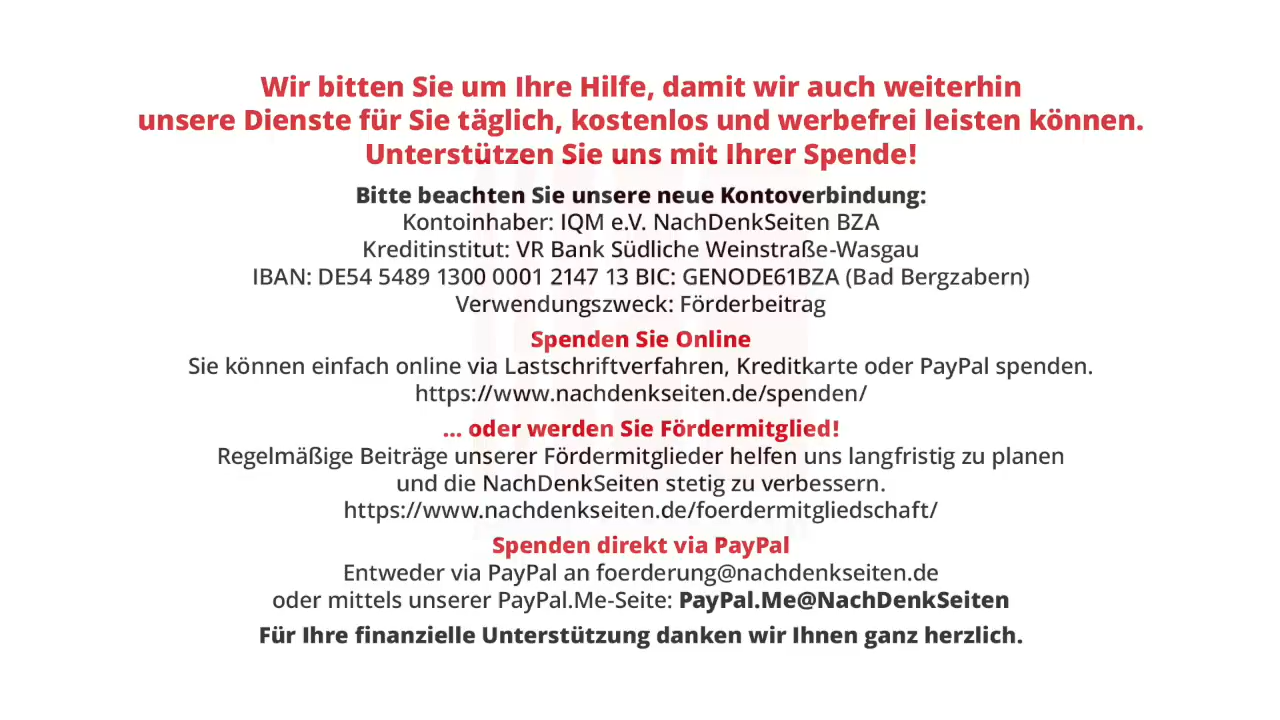 Wir bitten Sie um Ihre Hilfe, damit wir auch weiterhin
unsere Dienste für Sie täglich, kostenlos und werbefrei leisten können.
Unterstützen Sie uns mit Ihrer Spende!
Bitte beachten Sie unsere neue Kontoverbindung:
Kontoinhaber: IQM e.V. NachDenkSeiten BZA
Kreditinstitut: VR Bank Südliche Weinstraße-Wasgau
IBAN: DE54 5489 1300 0001 2147 13 BIC: GENODE61BZA (Bad Bergzabern)
Verwendungszweck: Förderbeitrag
Spenden Sie Online
Sie können einfach online via Lastschriftverfahren, Kreditkarte oder PayPal spenden.
https://www.nachdenkseiten.de/spenden/
... oder werden Sie Fördermitglied!
Regelmäßige Beiträge unserer Fördermitglieder helfen uns langfristig zu planen
und die NachDenkSeiten stetig zu verbessern.
https://www.nachdenkseiten.de/foerdermitgliedschaft/
Spenden direkt via PayPal
Entweder via PayPal an foerderung@nachdenkseiten.de
oder mittels unserer PayPal.Me-Seite: PayPal.Me@NachDenkSeiten
Für Ihre finanzielle Unterstützung danken wir Ihnen ganz herzlich.